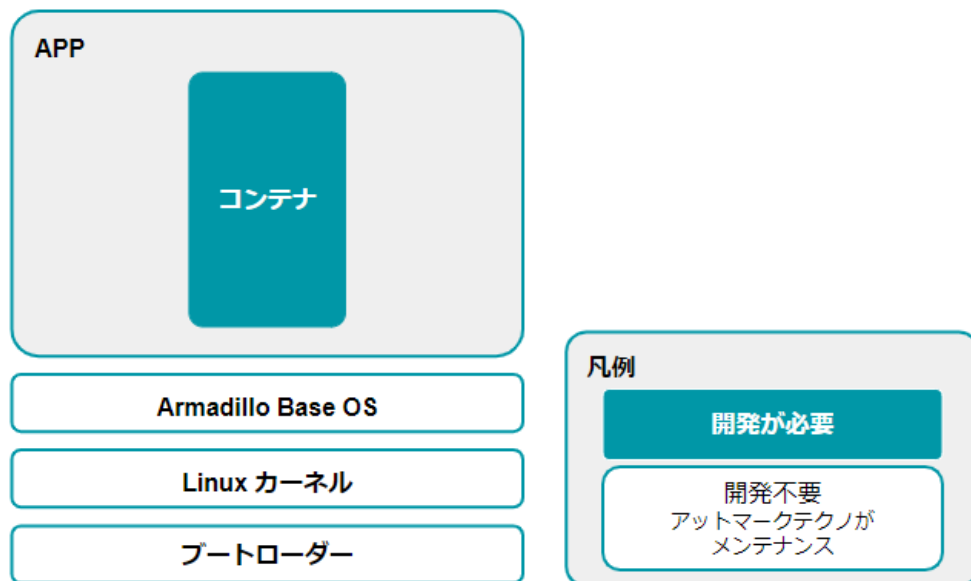 APP
コンテナ
Armadillo Base OS
Linux カーネル
ブートローダー
凡例
開発が必要
開発不要
アットマークテクノが
メンテナンス